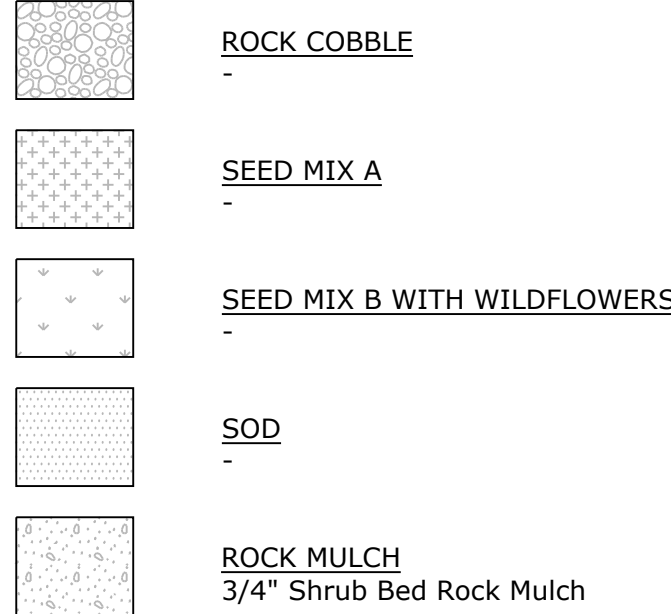 ROCK COBBLE
-
SEED MIX A
-
SEED MIX B WITH WILDFLOWERS
-
SOD
-
ROCK MULCH
3/4" Shrub Bed Rock Mulch